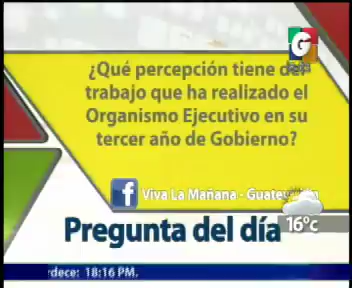 ¿Qué percepción tiene del
trabajo que ha realizado el
Organismo Ejecutivo en su
tercer año de Gobierno?
Viva La Mañana - Guatevisión
Pregunta del día
16°c
rdece: 18:16 PM.